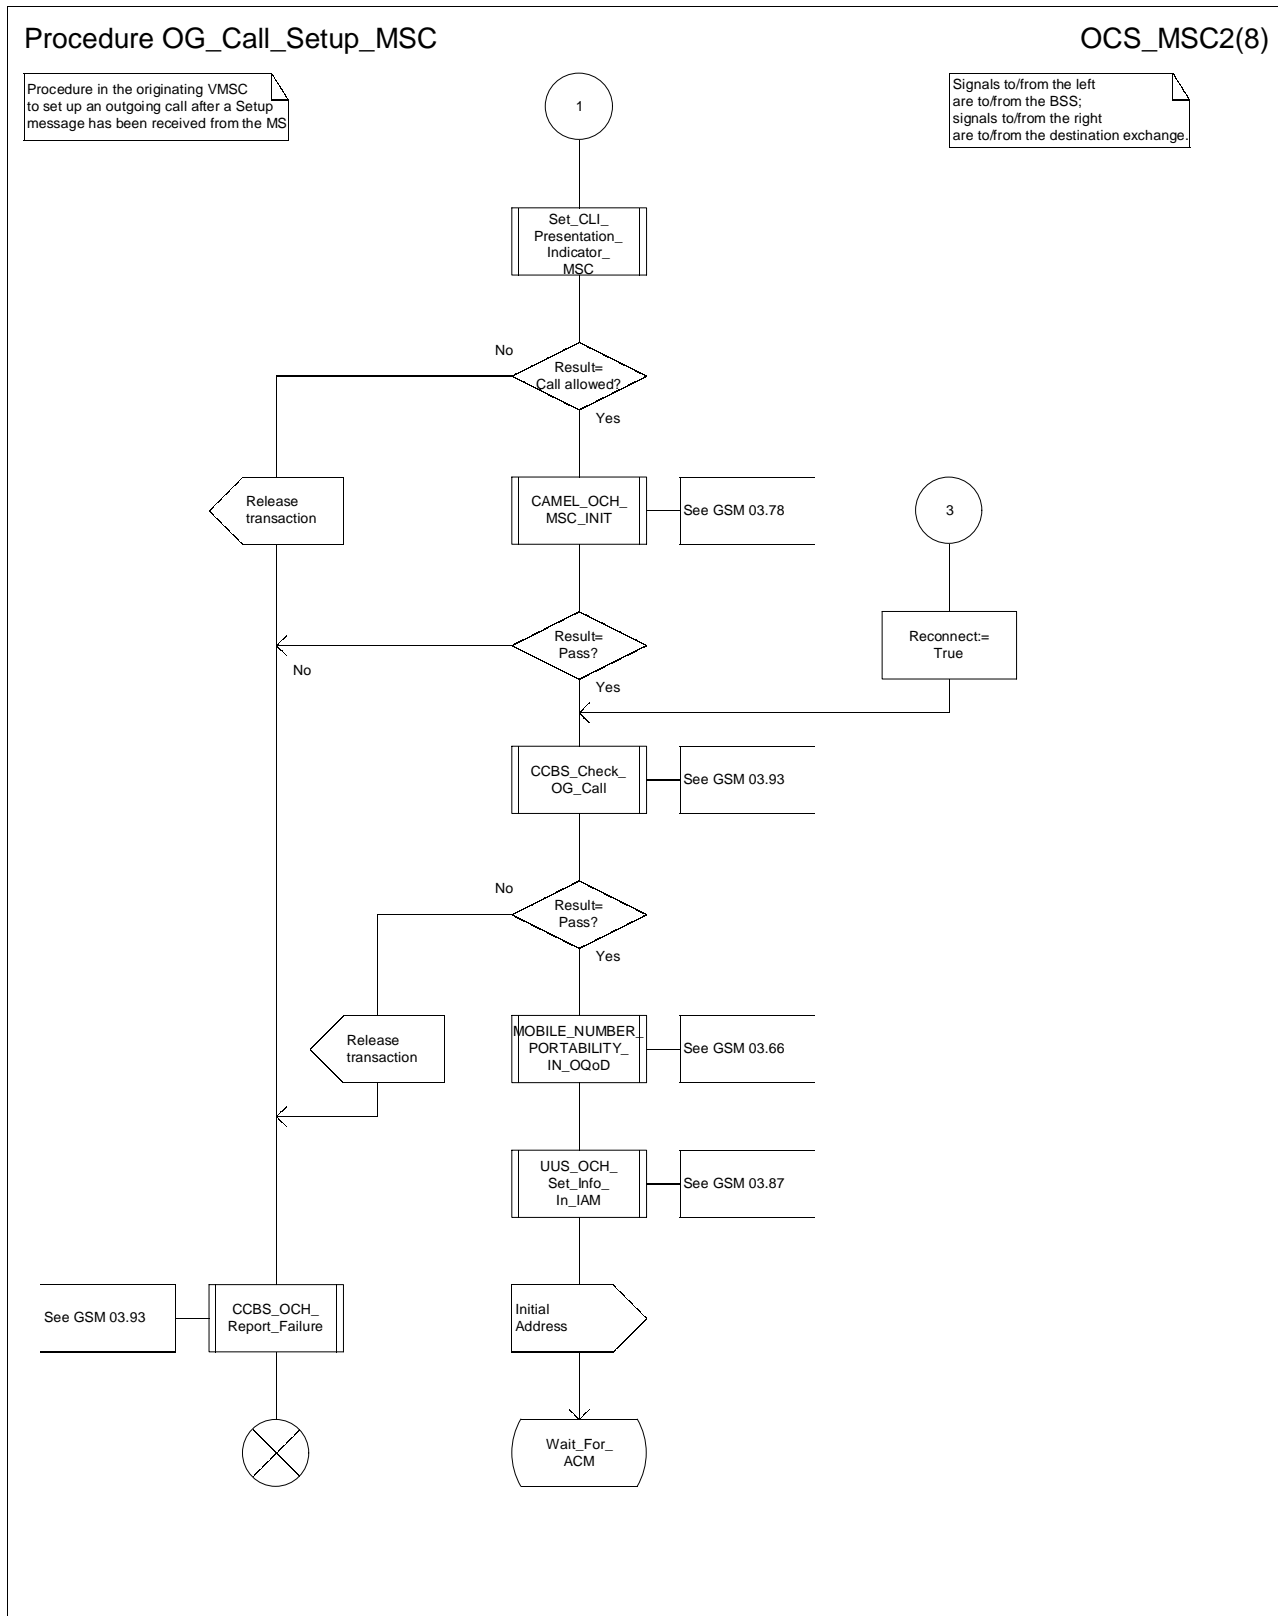 Procedure OG_Call_Setup_MSC
OCS_MSC2(8)
Procedure in the originating VMSC
to set up an outgoing call after a Setup
message has been received from the MS
1
Signals to/from the left
are to/from the BSS;
signals to/from the right
are to/from the destination exchange.
Set_CLI_
Presentation_
Indicator_
MSC
No
Result=
Call allowed?
Yes
Release
transaction
CAMEL_OCH_
MSC_INIT
See GSM 03.78
3
Result=
Pass?
No
Yes
Reconnect:=
True
CCBS_Check_
OG_Call
See GSM 03.93
No
Result=
Pass?
Yes
Release
transaction
MOBILE_NUMBER_
PORTABILITY_
IN_OQoD
See GSM 03.66
UUS_OCH_
Set_Info_
In_IAM
See GSM 03.87
See GSM 03.93
CCBS_OCH_
Report_Failure
Initial
Address
Wait_For_
ACM